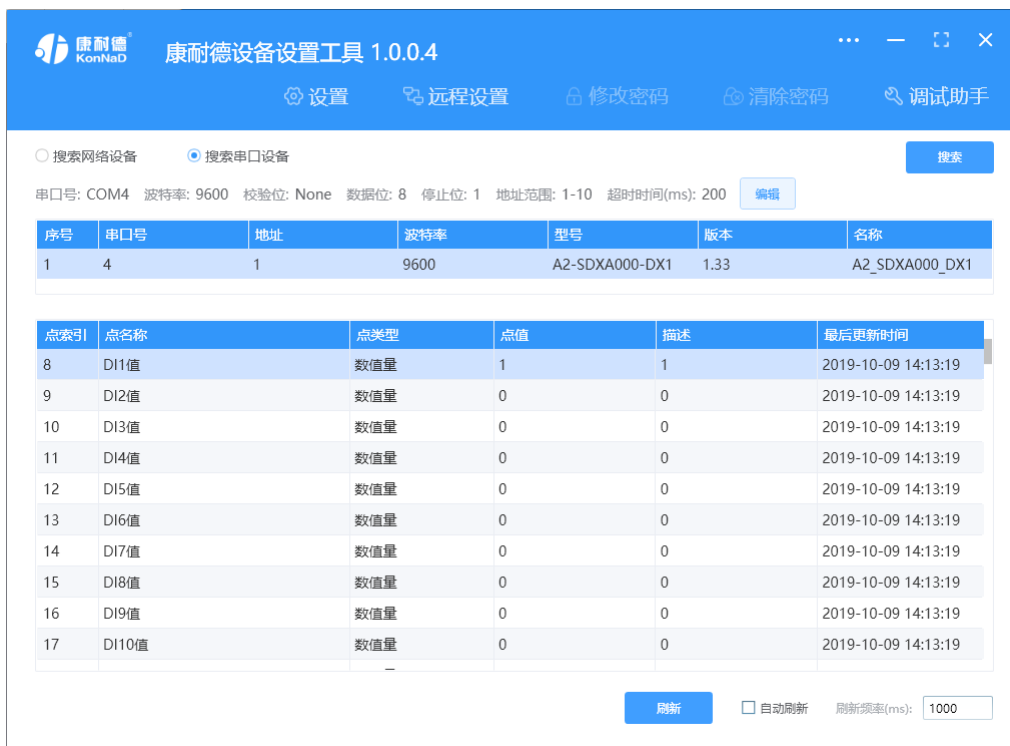 康耐德® KonNaD 康耐德设备设置工具 1.0.0.4
设置 远程设置 修改密码 清除密码 调试助手
搜索网络设备 搜索串口设备 搜索
串口号: COM4 波特率: 9600 校验位: None 数据位: 8 停止位: 1 地址范围: 1-10 超时时间(ms): 200 编辑
序号 串口号 地址 波特率 型号 版本 名称
1 4 1 9600 A2-SDXA000-DX1 1.33 A2_SDXA000_DX1
点索引 点名称 点类型 点值 描述 最后更新时间
8 DI1值 数值量 1 1 2019-10-09 14:13:19
9 DI2值 数值量 0 0 2019-10-09 14:13:19
10 DI3值 数值量 0 0 2019-10-09 14:13:19
11 DI4值 数值量 0 0 2019-10-09 14:13:19
12 DI5值 数值量 0 0 2019-10-09 14:13:19
13 DI6值 数值量 0 0 2019-10-09 14:13:19
14 DI7值 数值量 0 0 2019-10-09 14:13:19
15 DI8值 数值量 0 0 2019-10-09 14:13:19
16 DI9值 数值量 0 0 2019-10-09 14:13:19
17 DI10值 数值量 0 0 2019-10-09 14:13:19
刷新 自动刷新 刷新频率(ms): 1000